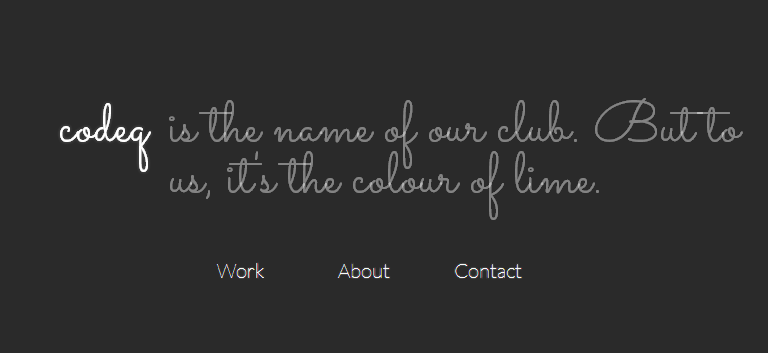 codeq is the name of our club. But to
us, it's the colour of lime.
Work About Contact